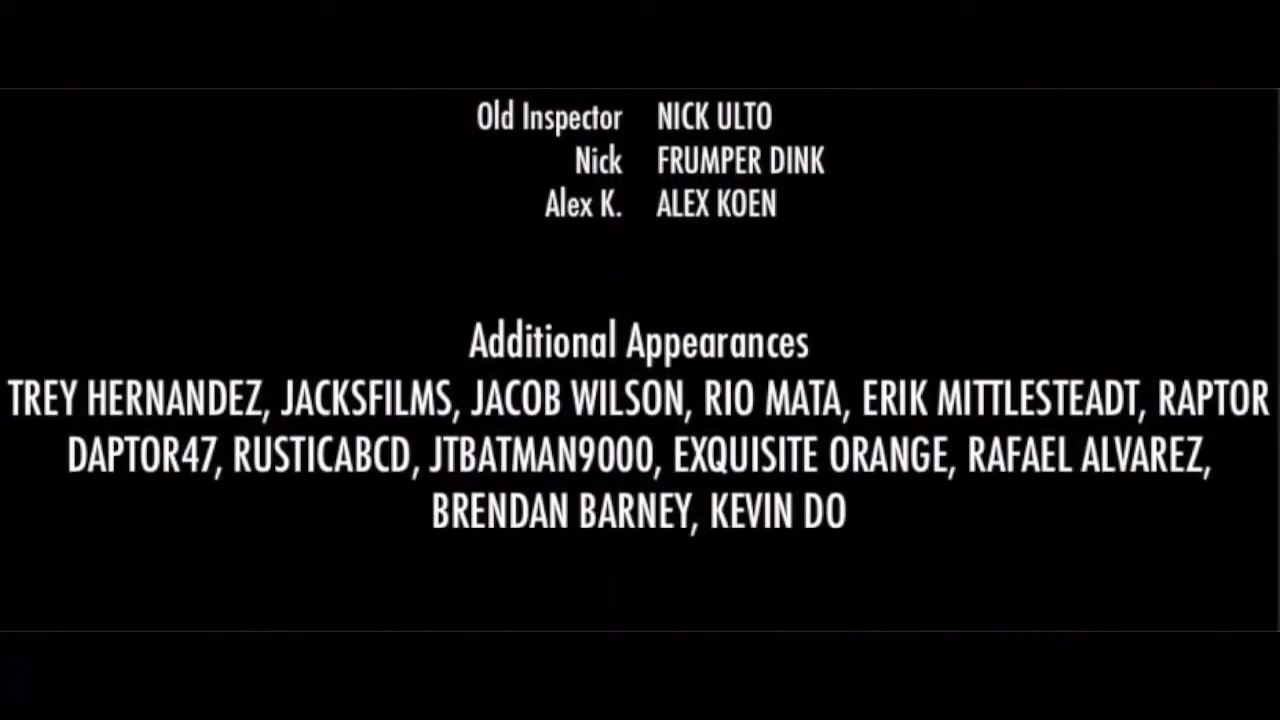 Old Inspector NICK ULTO
Nick FRUMPER DINK
Alex K. ALEX KOEN
Additional Appearances
TREY HERNANDEZ, JACKSFILMS, JACOB WILSON, RIO MATA, ERIK MITTLESTEADT, RAPTOR
DAPTOR47, RUSTICABCD, JTBATMAN9000, EXQUISITE ORANGE, RAFAEL ALVAREZ,
BRENDAN BARNEY, KEVIN DO